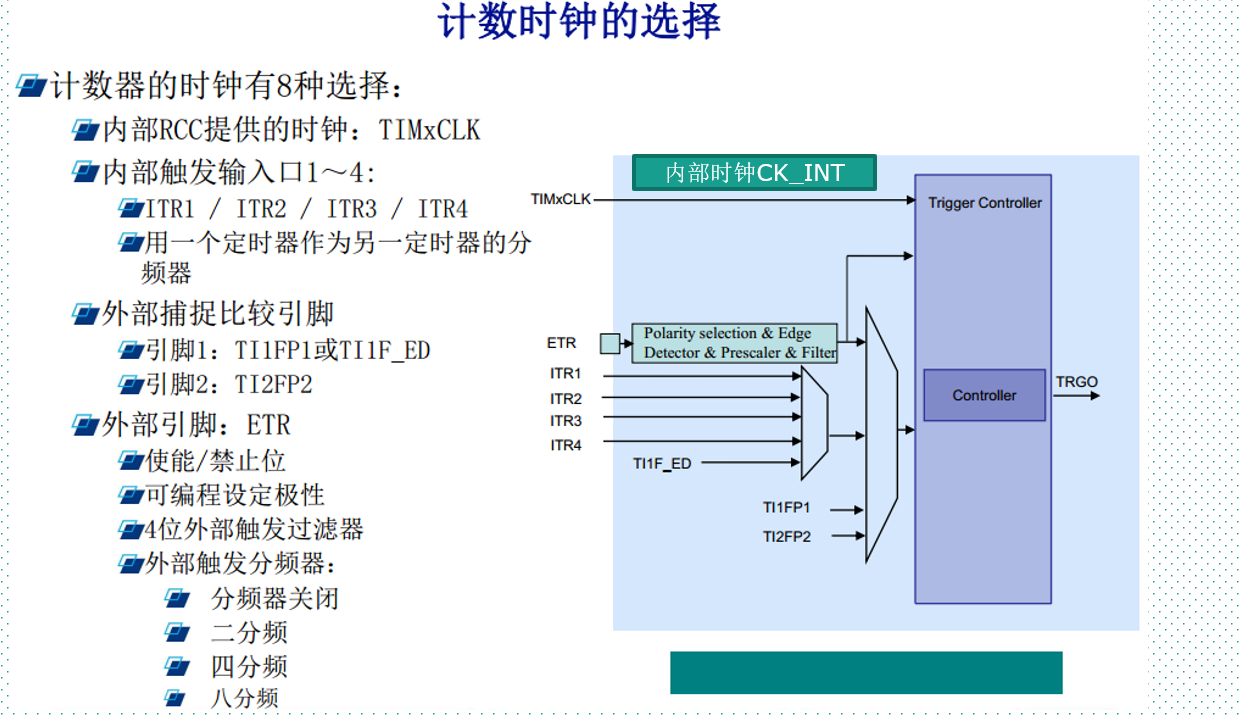 计数时钟的选择
计数器的时钟有8种选择：
内部RCC提供的时钟：TIMxCLK
内部触发输入口1～4:
ITR1 / ITR2 / ITR3 / ITR4
用一个定时器作为另一定时器的分
频器
外部捕捉比较引脚
引脚1：TI1FP1或TI1F_ED
引脚2：TI2FP2
外部引脚：ETR
使能/禁止位
可编程设定极性
4位外部触发过滤器
外部触发分频器：
分频器关闭
二分频
四分频
八分频
内部时钟CK_INT
TIMxCLK
Trigger Controller
ETR
Polarity selection & Edge
Detector & Prescaler & Filter
ITR1
ITR2
ITR3
ITR4
TI1F_ED
TI1FP1
TI2FP2
Controller
TRGO